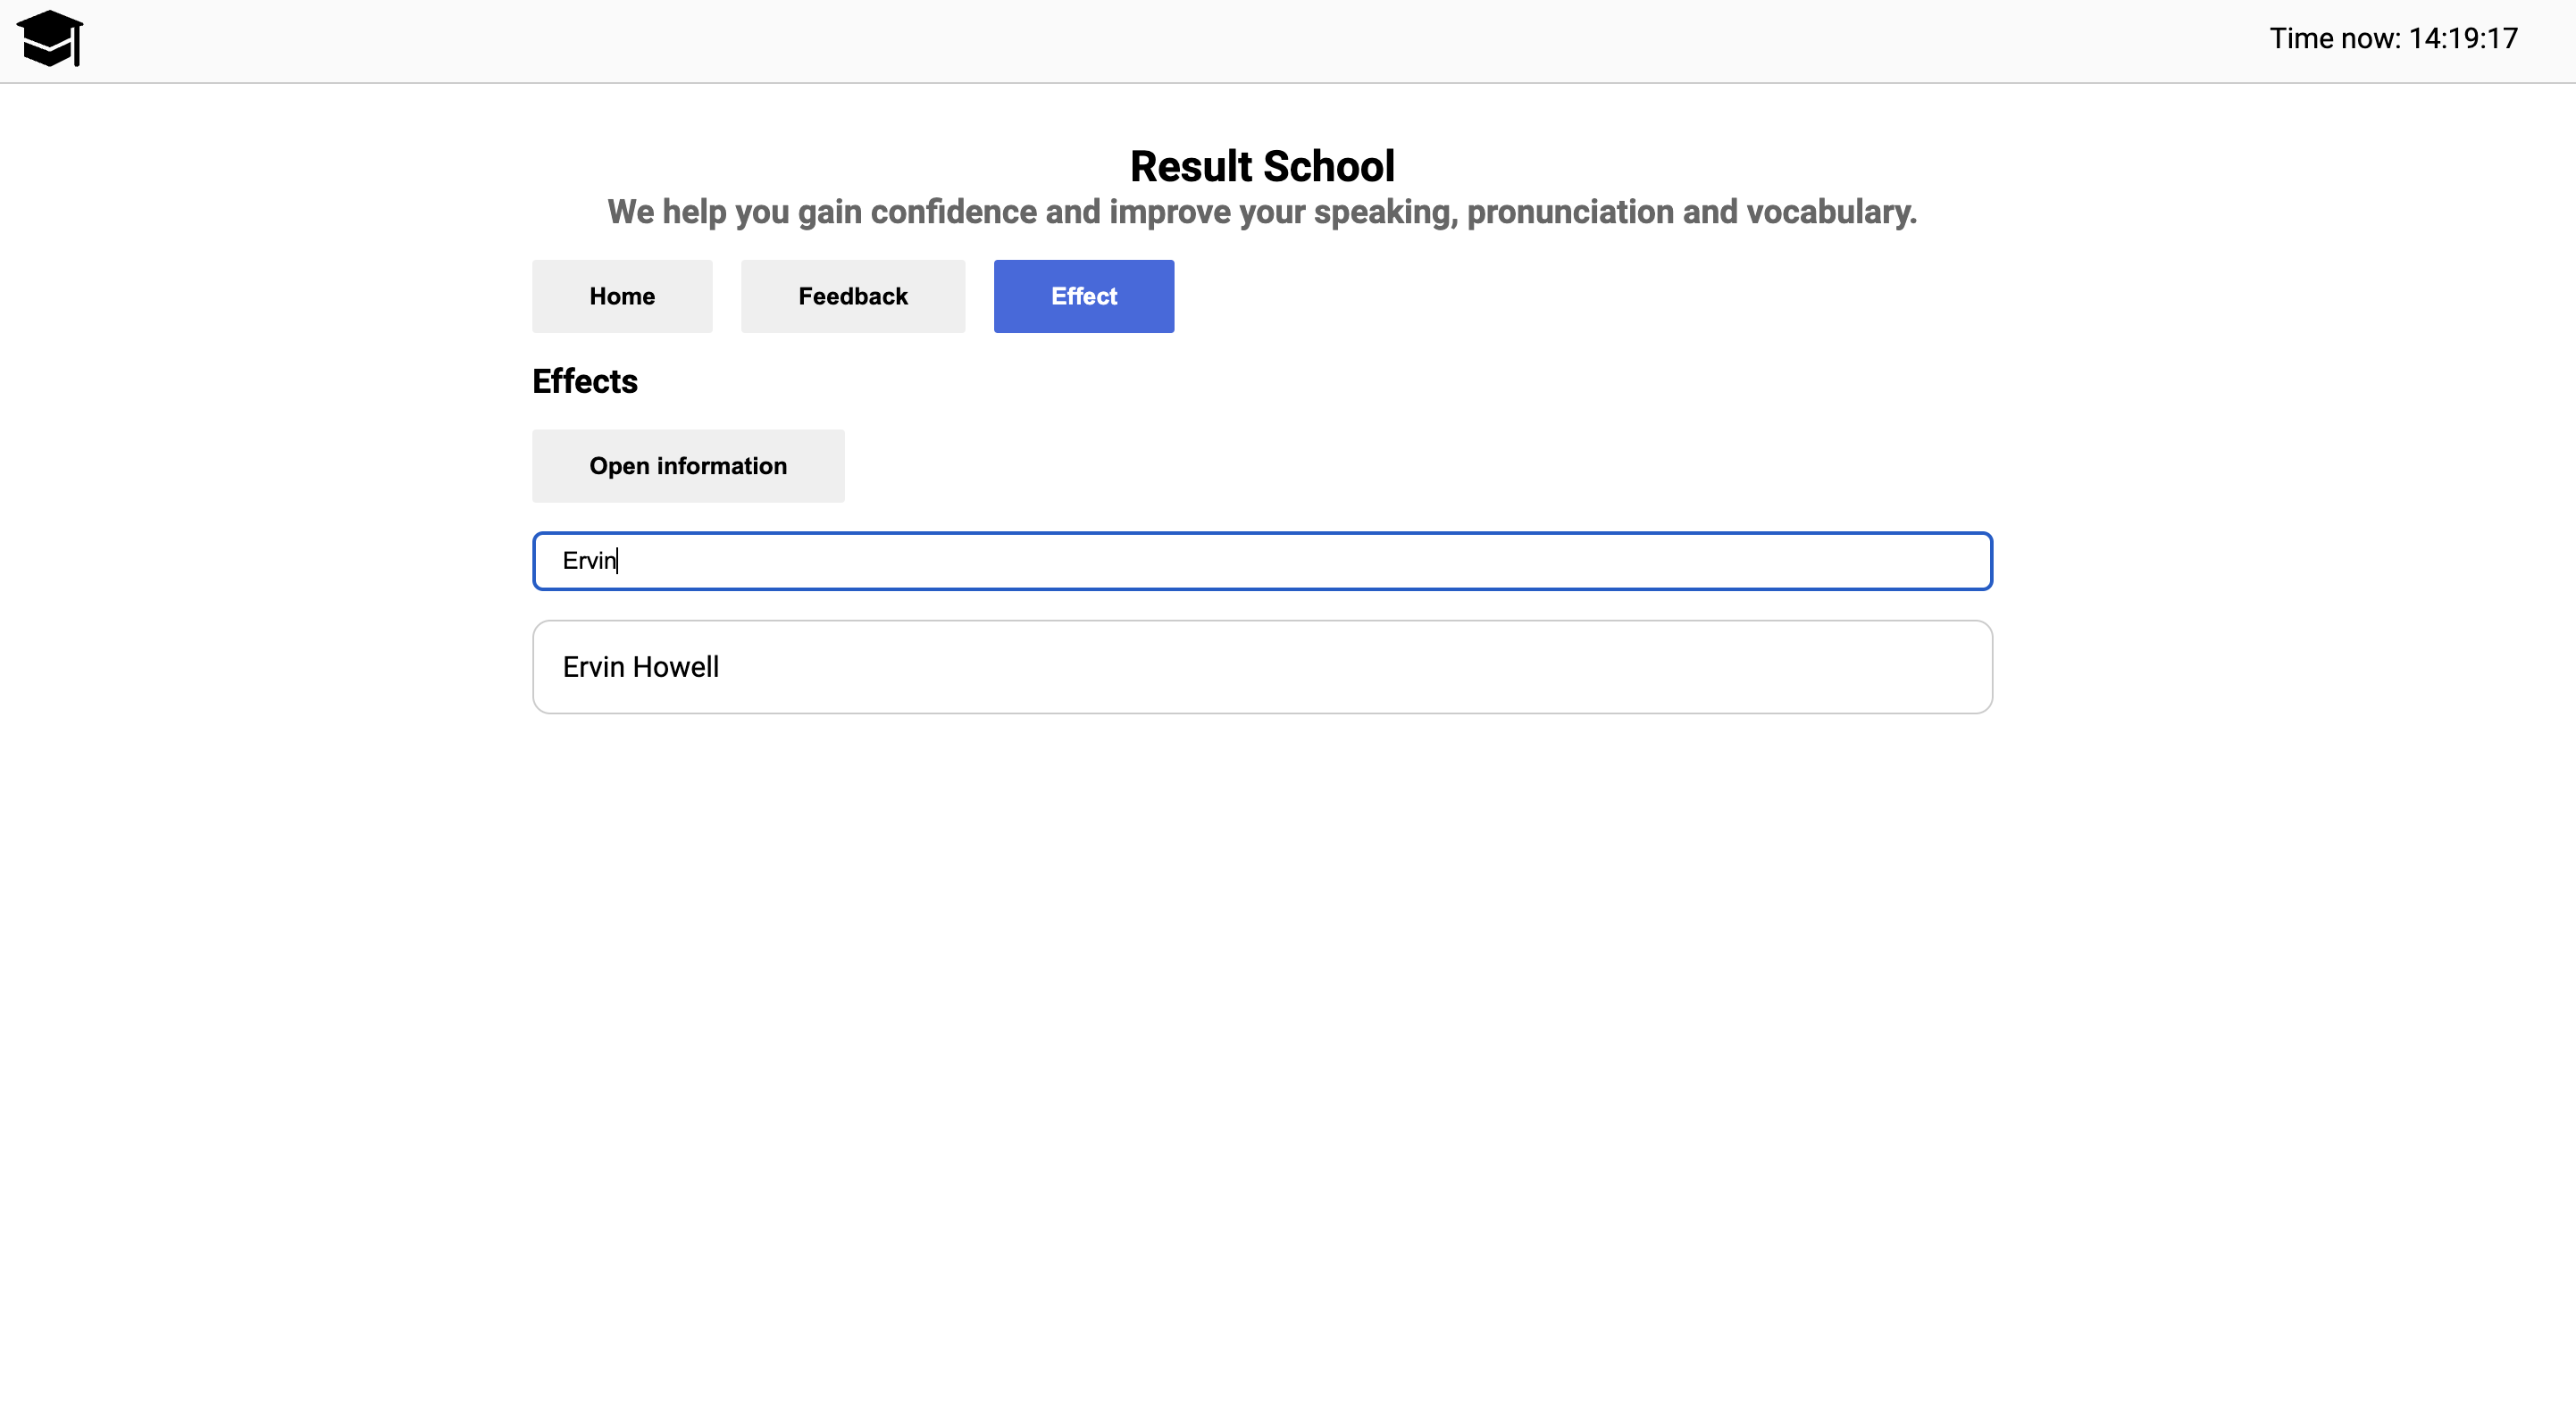 Time now: 14:19:17
Result School
We help you gain confidence and improve your speaking, pronunciation and vocabulary.
Home Feedback Effect
Effects
Open information
Ervin
Ervin Howell